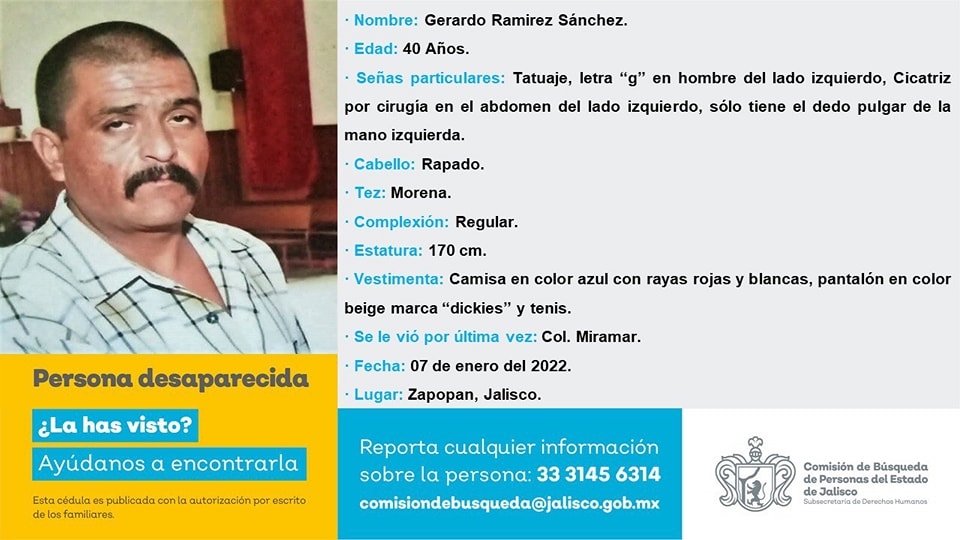 · Nombre: Gerardo Ramirez Sánchez.
· Edad: 40 Años.
· Señas particulares: Tatuaje, letra “g” en hombre del lado izquierdo, Cicatriz
por cirugía en el abdomen del lado izquierdo, sólo tiene el dedo pulgar de la
mano izquierda.
· Cabello: Rapado.
· Tez: Morena.
· Complexión: Regular.
· Estatura: 170 cm.
· Vestimenta: Camisa en color azul con rayas rojas y blancas, pantalón en color
beige marca “dickies” y tenis.
· Se le vió por última vez: Col. Miramar.
· Fecha: 07 de enero del 2022.
· Lugar: Zapopan, Jalisco.
Persona desaparecida
¿La has visto?
Ayúdanos a encontrarla
Esta cédula es publicada con la autorización por escrito
de los familiares.
Reporta cualquier información
sobre la persona: 33 3145 6314
comisiondebusqueda@jalisco.gob.mx
Comisión de Búsqueda
de Personas del Estado
de Jalisco
Subsecretaría de Derechos Humanos